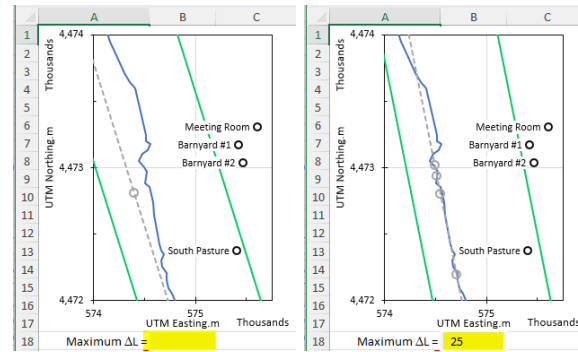 A B C
1
4,474
2
Thousands
3
4
5
6
Meeting Room
7
Barnyard #1
8
4,473
Barnyard #2
9
UTM Northing.m
10
11
12
13
South Pasture
14
15
4,472
16
574 575
17
UTM Easting.m Thousands
18
Maximum ΔL =
A B C
1
4,474
2
Thousands
3
4
5
6
Meeting Room
7
Barnyard #1
8
4,473
Barnyard #2
9
UTM Northing.m
10
11
12
13
South Pasture
14
15
4,472
16
574 575
17
UTM Easting.m Thousands
18
Maximum ΔL = 25